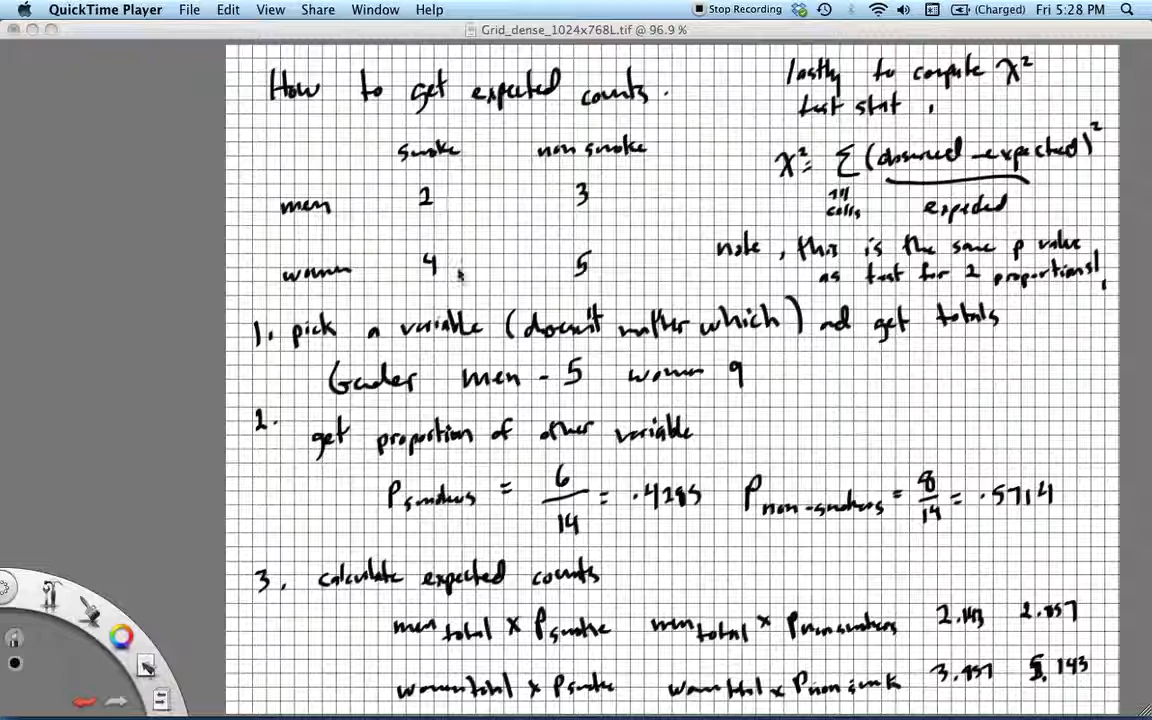 QuickTime Player File Edit View Share Window Help Stop Recording (Charged) Fri 5:28 PM
Grid_dense_1024x768L.tif @ 96.9 %
How to get expected counts.
smoke non smoke
men 2 3
women 4 5
lastly to compute χ²
test stat,
χ² = Σ (observed - expected)²
all cells expected
note, this is the same p value
as test for 2 proportions!
1. pick a variable (doesn't matter which) and get totals
Gender men - 5 women 9
2. get proportion of other variable
P smokers = 6/14 = .4285 P non-smokers = 8/14 = .5714
3. calculate expected counts
men total x P smoke men total x P nonsmokers 2.143 2.857
women total x P smoke women total x P non smok 3.857 5.143